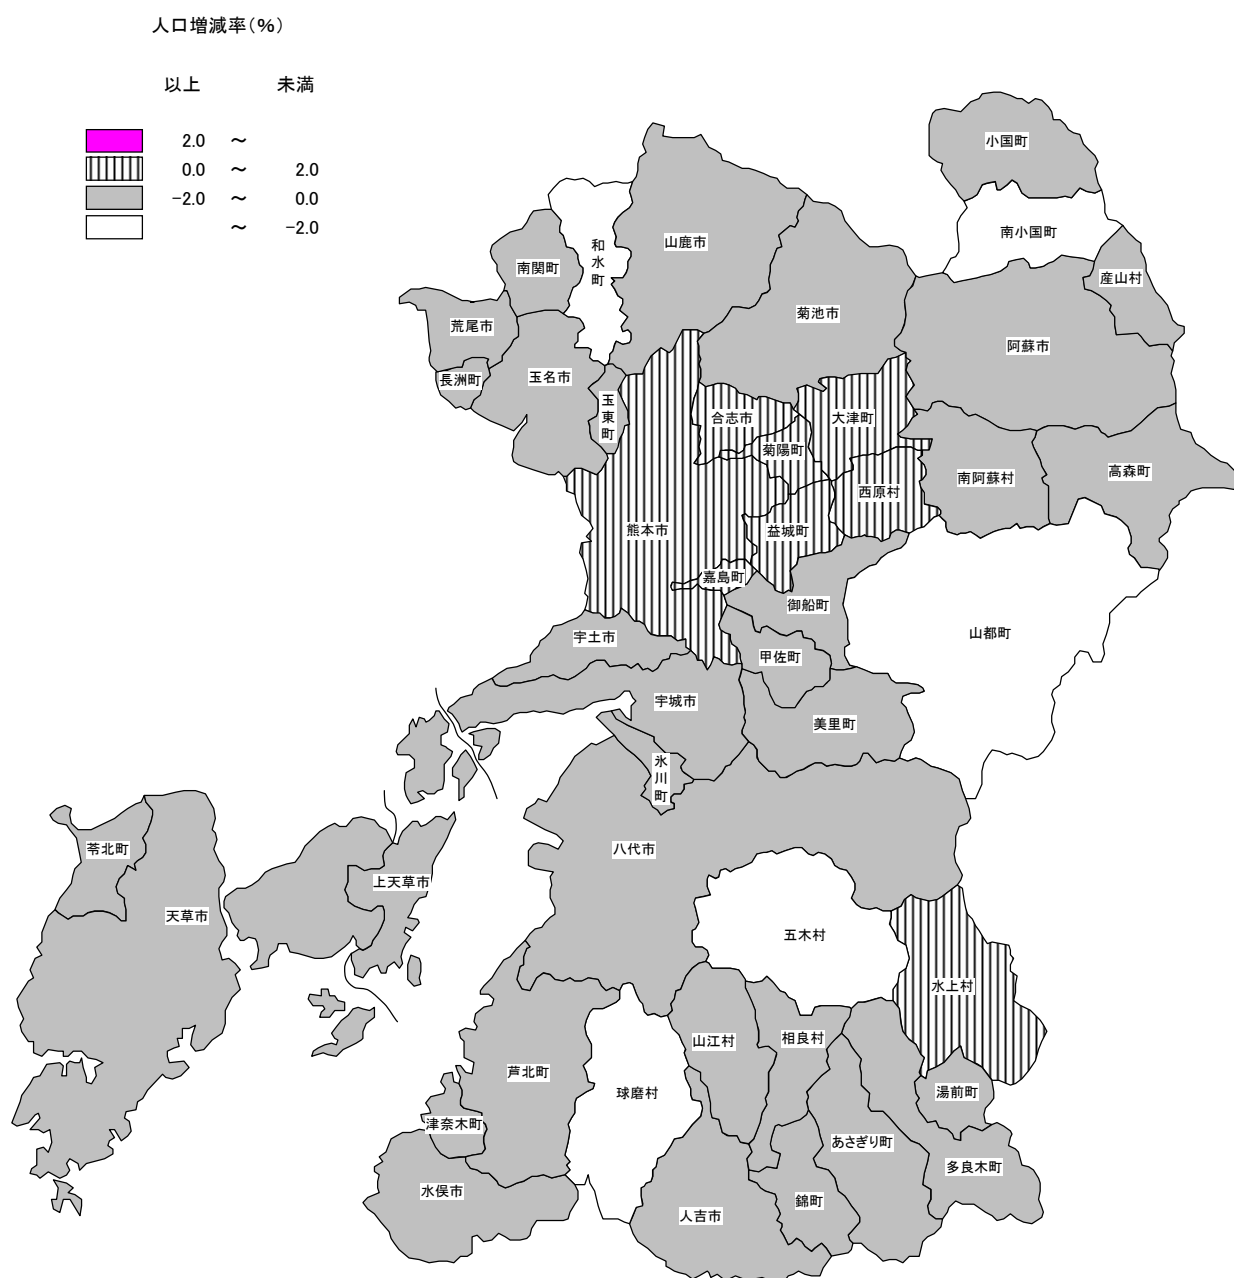 人口増減率(%)
以上 未満
2.0 ～
0.0 ～ 2.0
-2.0 ～ 0.0
～ -2.0
小国町
南小国町
産山村
和水町
山鹿市
南関町
菊池市
荒尾市
阿蘇市
長洲町
玉名市
玉東町
合志市
大津町
菊陽町
南阿蘇村
高森町
西原村
熊本市
益城町
嘉島町
御船町
山都町
宇土市
甲佐町
宇城市
美里町
氷川町
八代市
苓北町
上天草市
天草市
五木村
水上村
山江村
相良村
芦北町
球磨村
湯前町
津奈木町
あさぎり町
多良木町
水俣市
錦町
人吉市